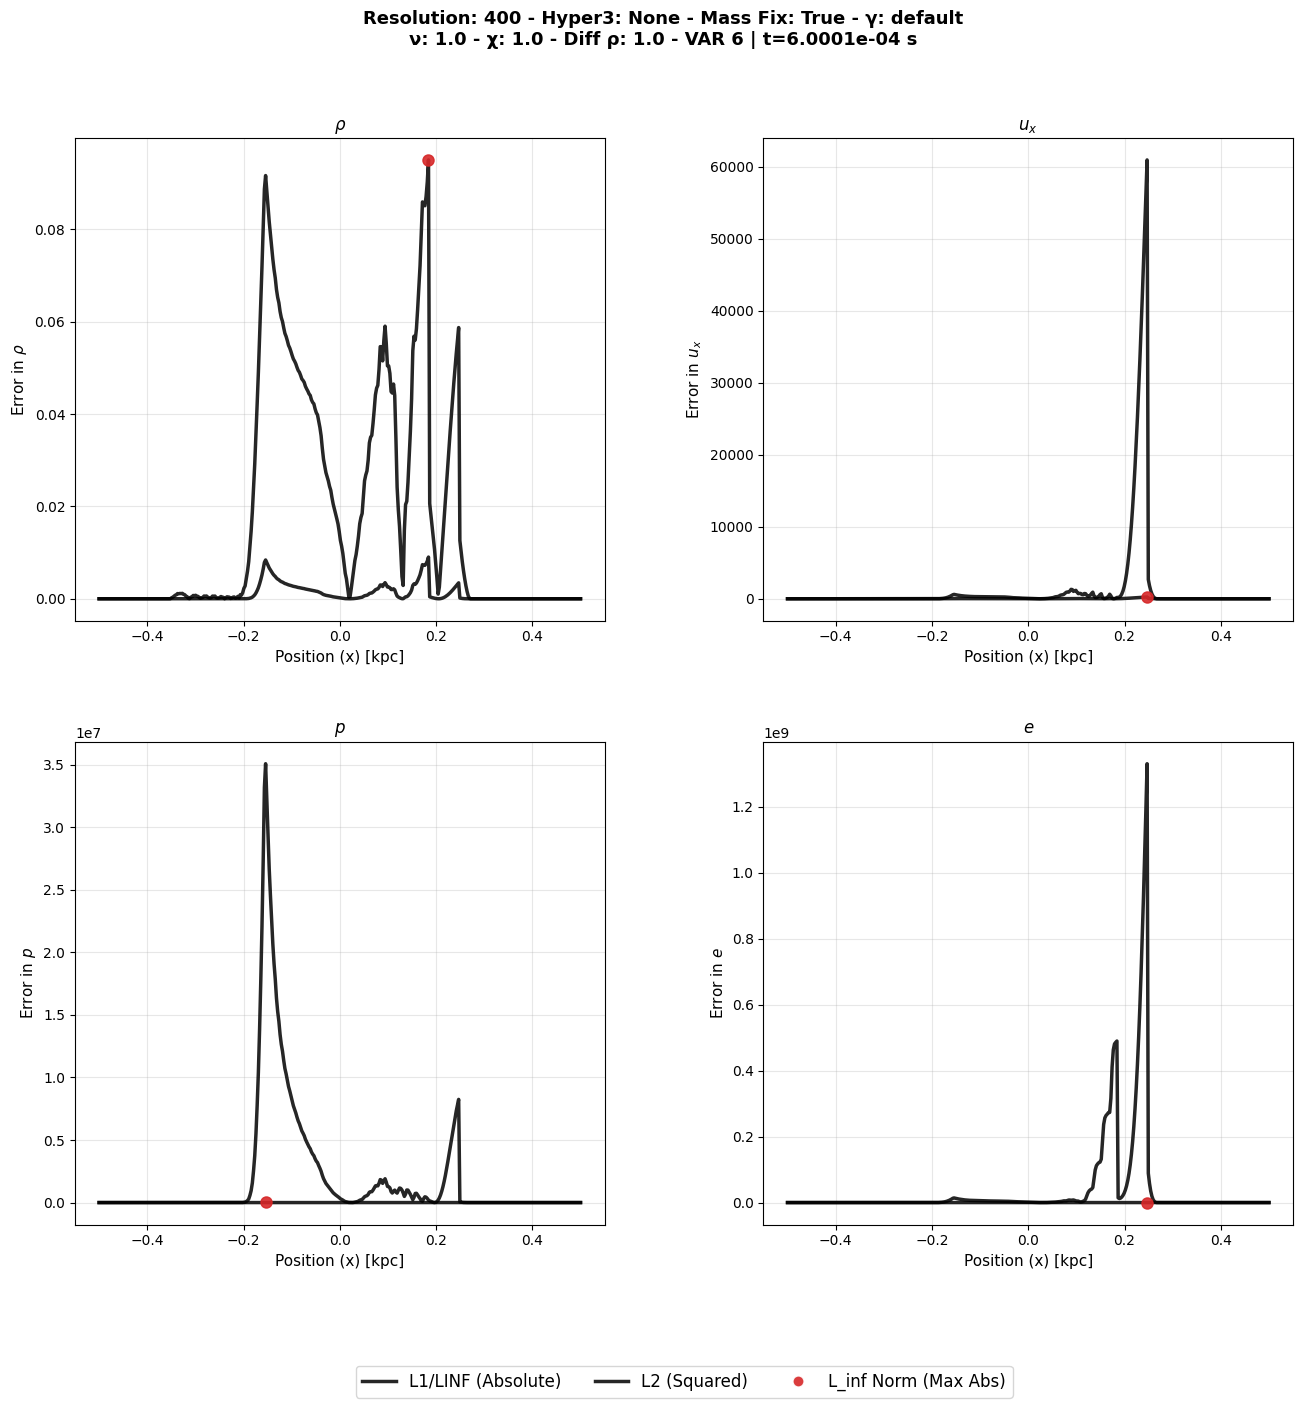 Resolution: 400 - Hyper3: None - Mass Fix: True - γ: default
ν: 1.0 - χ: 1.0 - Diff ρ: 1.0 - VAR 6 | t=6.0001e-04 s
ρ
Error in ρ
0.08
0.06
0.04
0.02
0.00
−0.4 −0.2 0.0 0.2 0.4
Position (x) [kpc]
u_x
Error in u_x
60000
50000
40000
30000
20000
10000
0
−0.4 −0.2 0.0 0.2 0.4
Position (x) [kpc]
p
1e7
Error in p
3.5
3.0
2.5
2.0
1.5
1.0
0.5
0.0
−0.4 −0.2 0.0 0.2 0.4
Position (x) [kpc]
e
1e9
Error in e
1.2
1.0
0.8
0.6
0.4
0.2
0.0
−0.4 −0.2 0.0 0.2 0.4
Position (x) [kpc]
L1/LINF (Absolute) L2 (Squared) L_inf Norm (Max Abs)